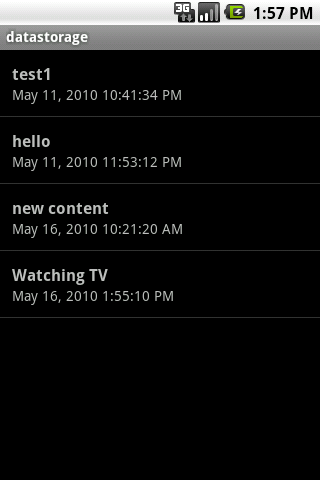 3G 1:57 PM
datastorage
test1
May 11, 2010 10:41:34 PM
hello
May 11, 2010 11:53:12 PM
new content
May 16, 2010 10:21:20 AM
Watching TV
May 16, 2010 1:55:10 PM